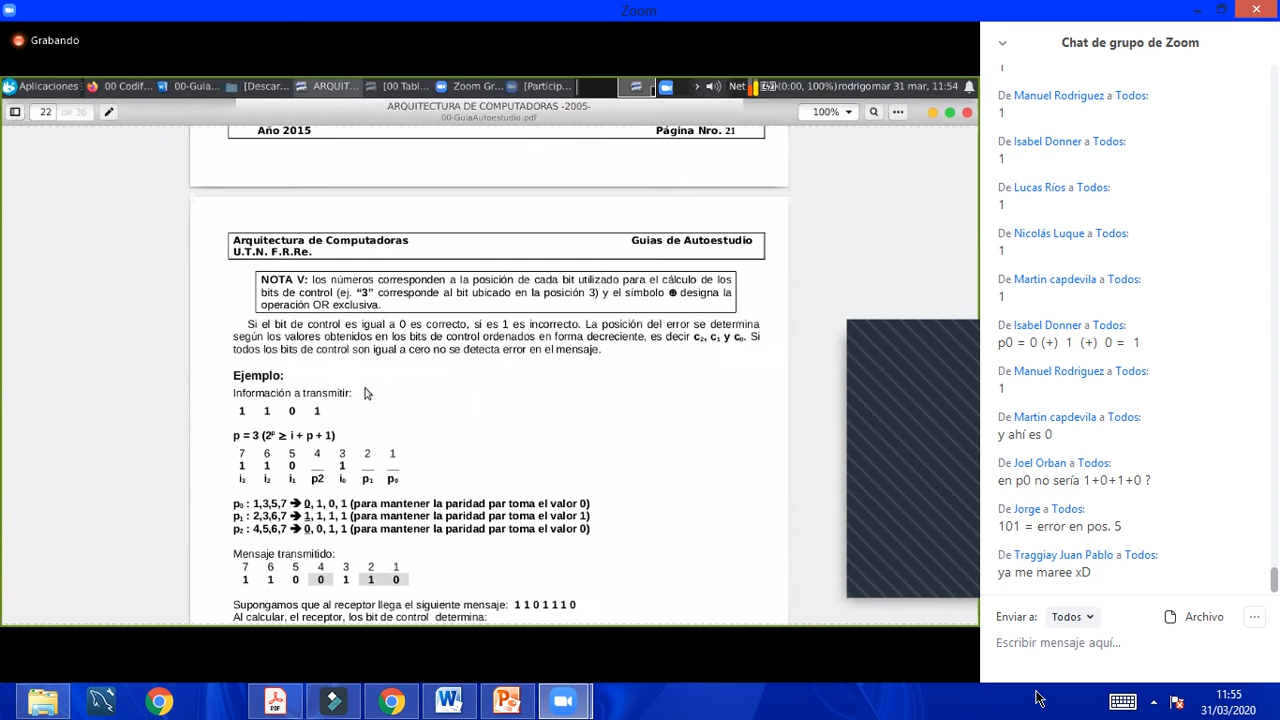 Zoom
Grabando
Aplicaciones 00 Codif... 00-Guia... [Descar... ARQUIT... [00 Tabl... Zoom Gr... [Particip... Net (0:00, 100%) rodrigomar 31 mar, 11:54
22 de 36
ARQUITECTURA DE COMPUTADORAS -2005-
00-GuiaAutoestudio.pdf
100%
Año 2015 Página Nro. 21
Arquitectura de Computadoras Guias de Autoestudio
U.T.N. F.R.Re.
NOTA V: los números corresponden a la posición de cada bit utilizado para el cálculo de los
bits de control (ej. “3” corresponde al bit ubicado en la posición 3) y el símbolo ⊕ designa la
operación OR exclusiva.
Si el bit de control es igual a 0 es correcto, si es 1 es incorrecto. La posición del error se determina
según los valores obtenidos en los bits de control ordenados en forma decreciente, es decir c₂, c₁ y c₀. Si
todos los bits de control son igual a cero no se detecta error en el mensaje.
Ejemplo:
Información a transmitir:
1 1 0 1
p = 3 (2ᵖ ≥ i + p + 1)
7 6 5 4 3 2 1
1 1 0 __ 1 __ __
i₃ i₂ i₁ p2 i₀ p₁ p₀
p₀ : 1,3,5,7 ➔ 0, 1, 0, 1 (para mantener la paridad par toma el valor 0)
p₁ : 2,3,6,7 ➔ 1, 1, 1, 1 (para mantener la paridad par toma el valor 1)
p₂ : 4,5,6,7 ➔ 0, 0, 1, 1 (para mantener la paridad par toma el valor 0)
Mensaje transmitido:
7 6 5 4 3 2 1
1 1 0 0 1 1 0
Supongamos que al receptor llega el siguiente mensaje: 1 1 0 1 1 1 0
Al calcular, el receptor, los bit de control determina:
Chat de grupo de Zoom
1
De Manuel Rodriguez a Todos:
1
De Isabel Donner a Todos:
1
De Lucas Ríos a Todos:
1
De Nicolás Luque a Todos:
1
De Martin capdevila a Todos:
1
De Isabel Donner a Todos:
p0 = 0 (+) 1 (+) 0 = 1
De Manuel Rodriguez a Todos:
1
De Martin capdevila a Todos:
y ahí es 0
De Joel Orban a Todos:
en p0 no sería 1+0+1+0 ?
De Jorge a Todos:
101 = error en pos. 5
De Traggiay Juan Pablo a Todos:
ya me maree xD
Enviar a: Todos Archivo
Escribir mensaje aquí...
11:55
31/03/2020